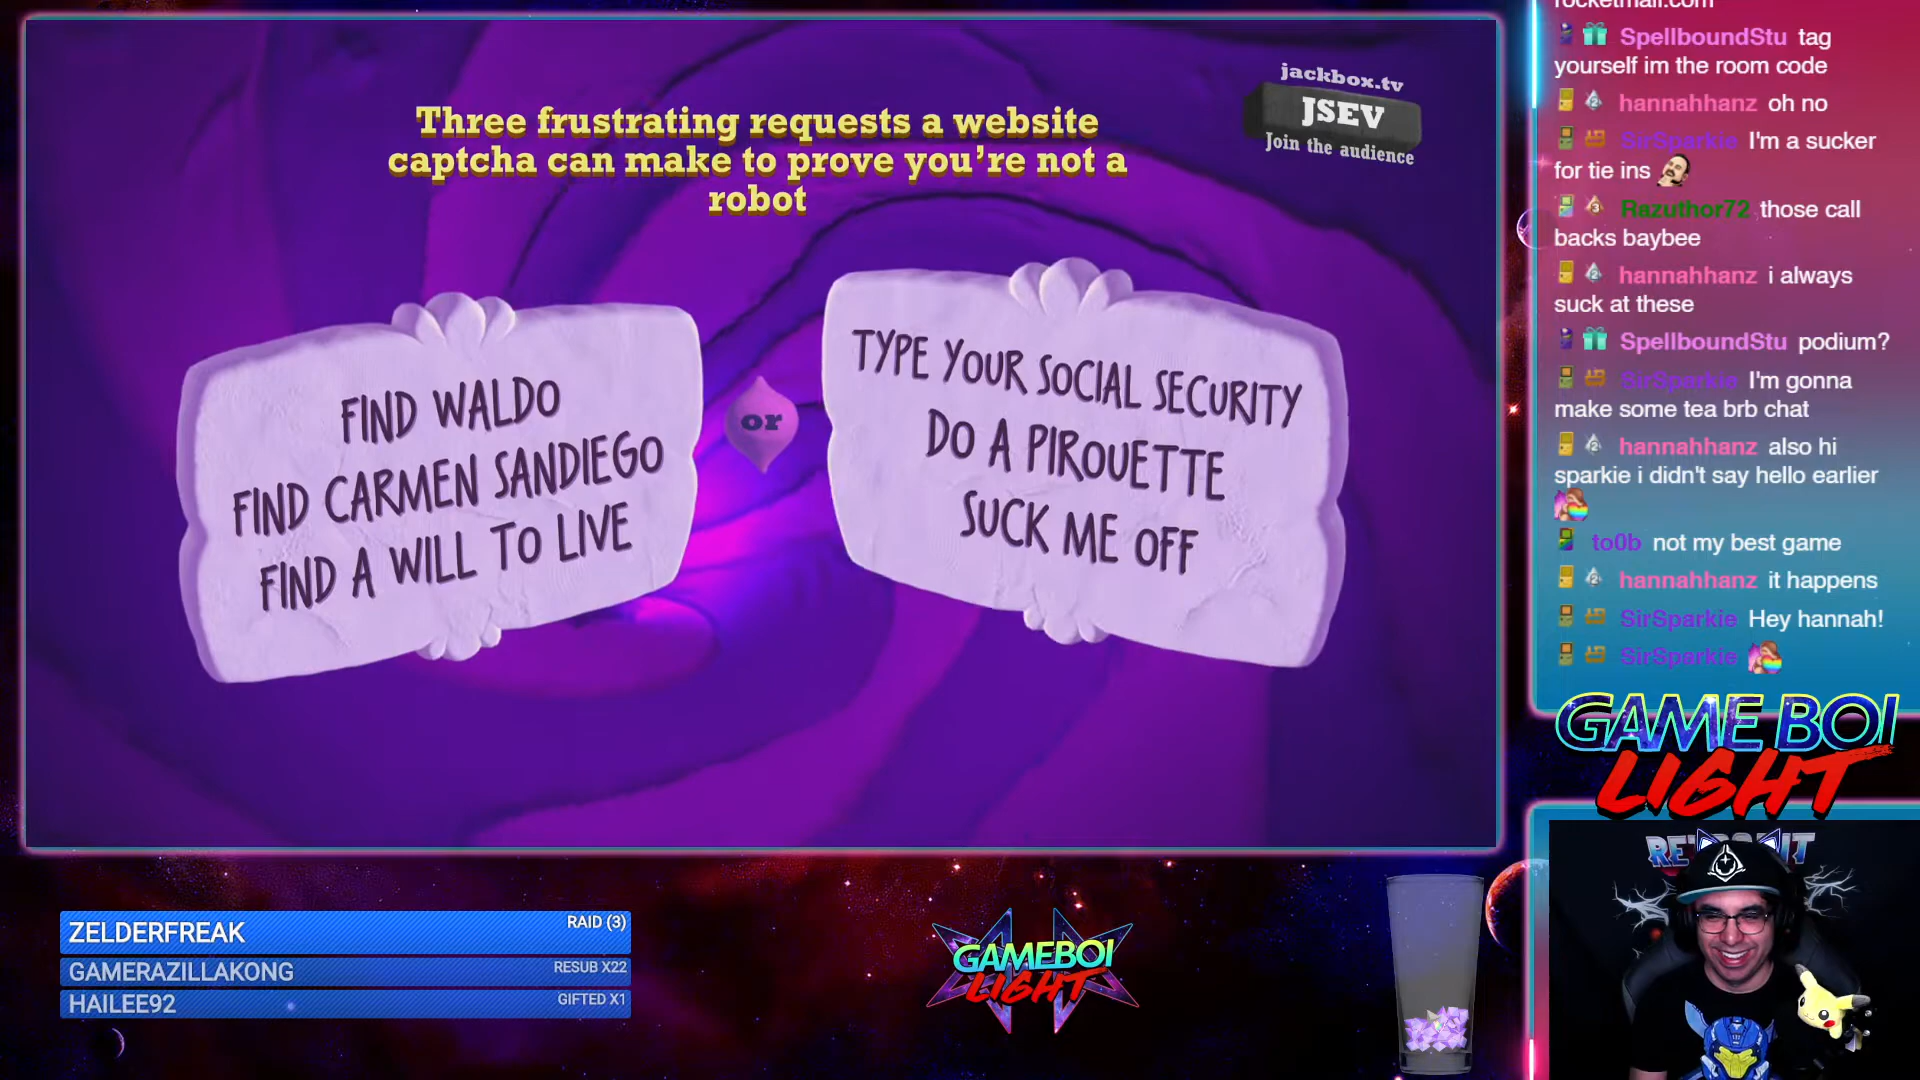 Three frustrating requests a website
captcha can make to prove you're not a
robot
jackbox.tv
JSEV
Join the audience
FIND WALDO
FIND CARMEN SANDIEGO
FIND A WILL TO LIVE
or
TYPE YOUR SOCIAL SECURITY
DO A PIROUETTE
SUCK ME OFF
rocketmail.com
SpellboundStu tag
yourself im the room code
hannahhanz oh no
SirSparkie I'm a sucker
for tie ins
Razuthor72 those call
backs baybee
hannahhanz i always
suck at these
SpellboundStu podium?
SirSparkie I'm gonna
make some tea brb chat
hannahhanz also hi
sparkie i didn't say hello earlier
to0b not my best game
hannahhanz it happens
SirSparkie Hey hannah!
SirSparkie
GAME BOI
LIGHT
ZELDERFREAK RAID (3)
GAMERAZILLAKONG RESUB X22
HAILEE92 GIFTED X1
GAMEBOI
LIGHT